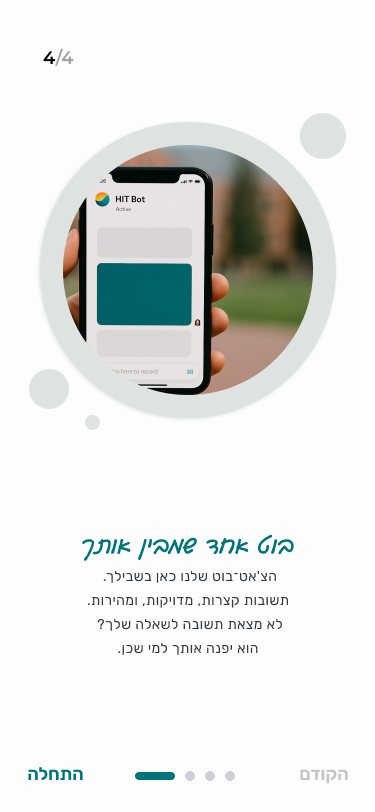 4/4
HIT Bot
Active
here to record
בוט אחד שמבין אותך
הצ'אט־בוט שלנו כאן בשבילך.
תשובות קצרות, מדויקות, ומהירות.
לא מצאת תשובה לשאלה שלך?
הוא יפנה אותך למי שכן.
הקודם
התחלה